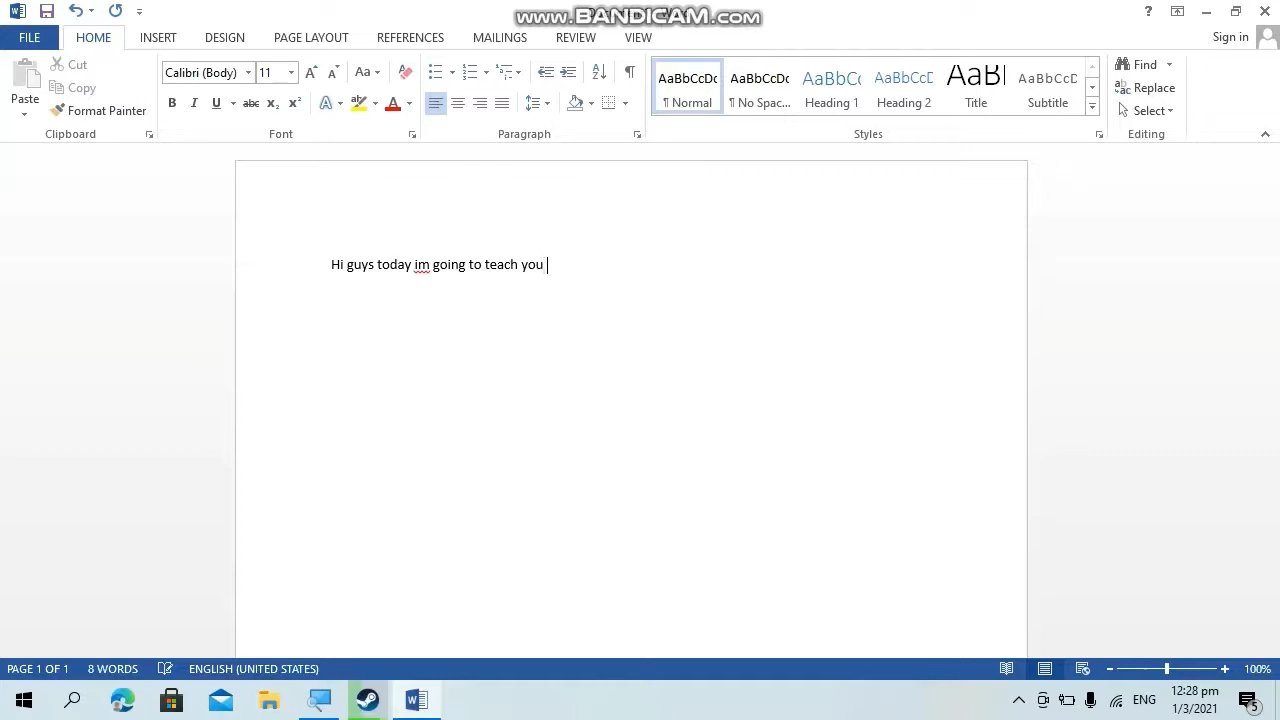 www.BANDICAM.com
? Sign in
FILE HOME INSERT DESIGN PAGE LAYOUT REFERENCES MAILINGS REVIEW VIEW
Paste
Cut
Copy
Format Painter
Clipboard
Calibri (Body) 11
Font
Paragraph
AaBbCcDc AaBbCcDc AaBbCc AaBbCcD AaB AaBbCcD
¶ Normal ¶ No Spac... Heading Heading 2 Title Subtitle
Styles
Find
Replace
Select
Editing
Hi guys today im going to teach you
PAGE 1 OF 1 8 WORDS ENGLISH (UNITED STATES) 100%
ENG
12:28 pm
1/3/2021
5